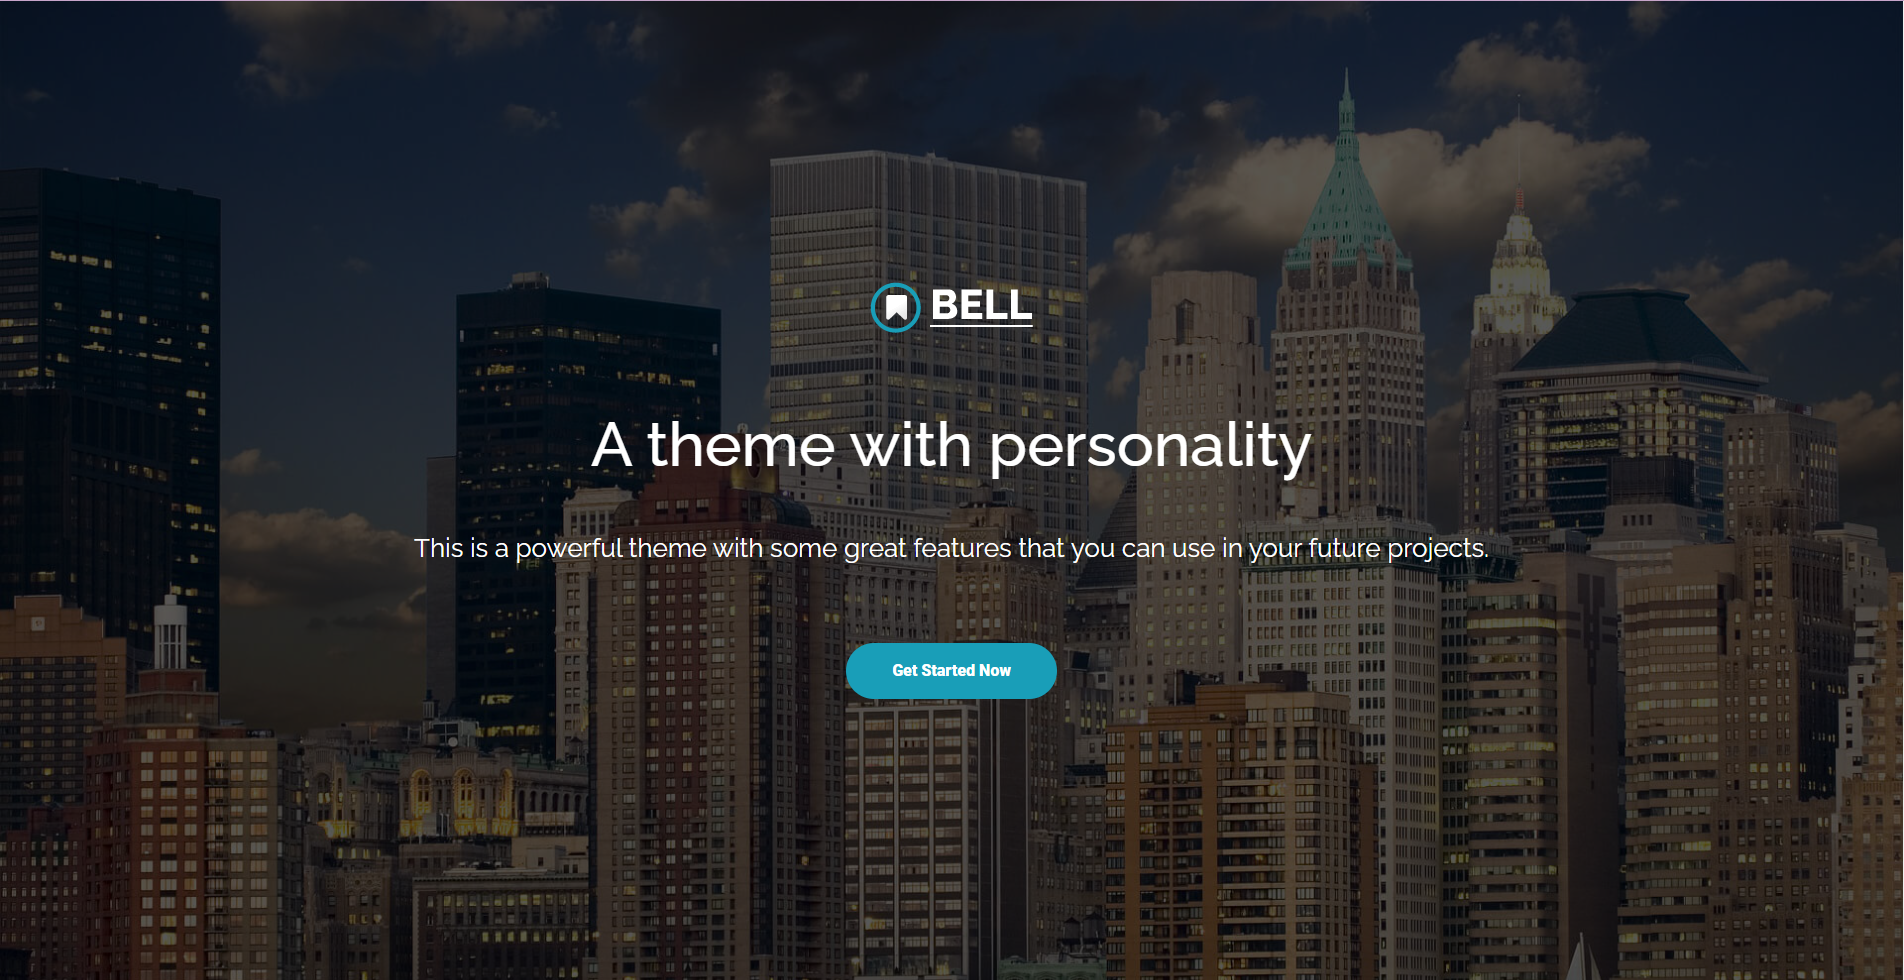 BELL
A theme with personality
This is a powerful theme with some great features that you can use in your future projects.
Get Started Now